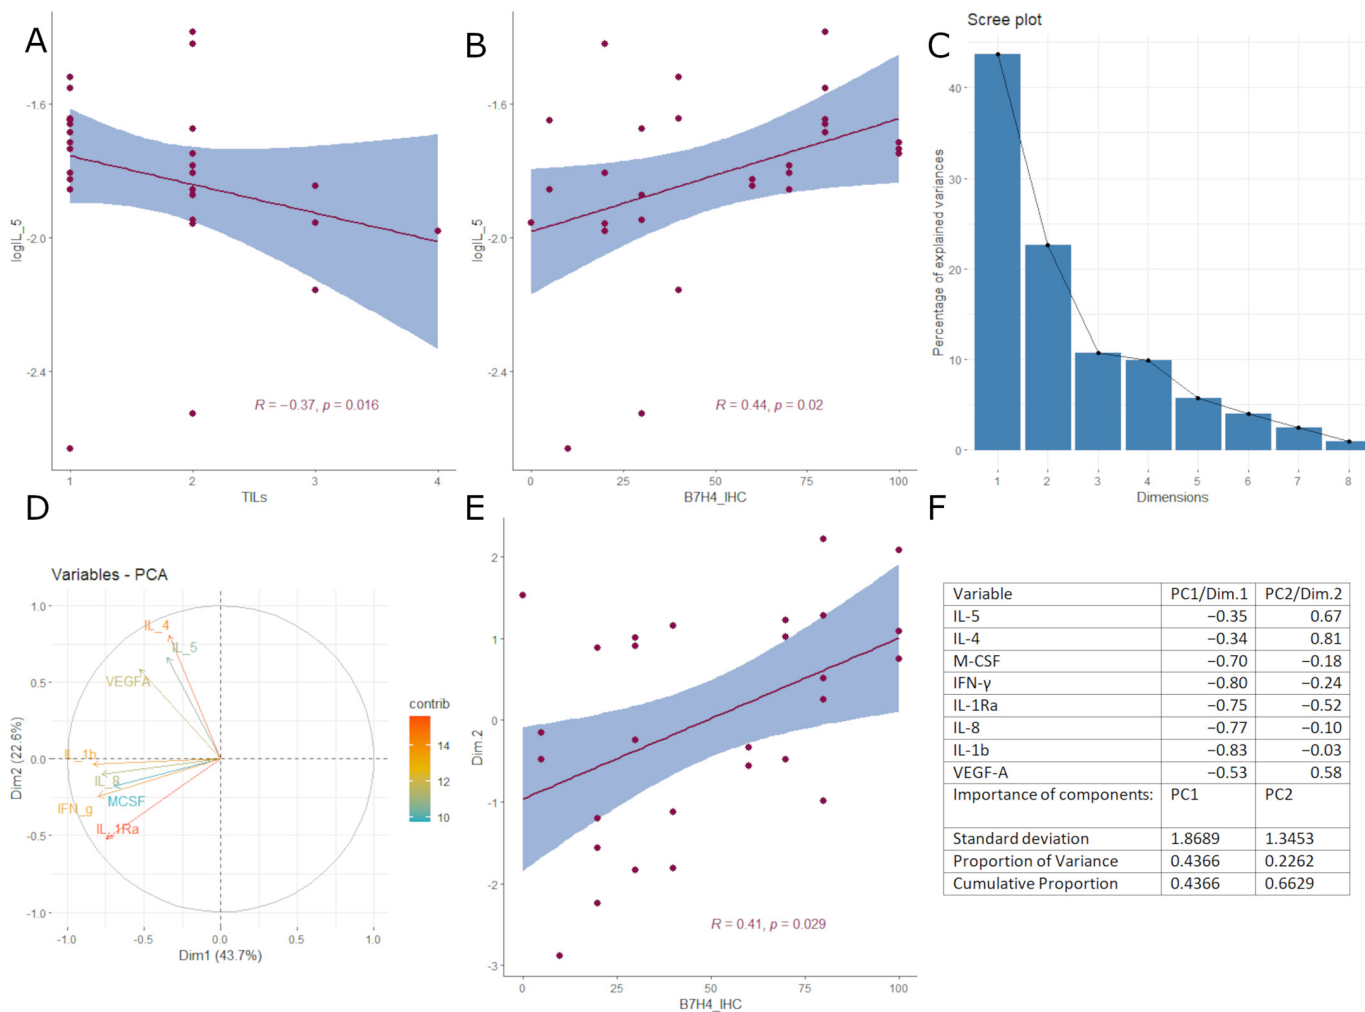 A
-1.6
-2.0
-2.4
logIL_5
R = −0.37, p = 0.016
1 2 3 4
TILs
B
-1.6
-2.0
-2.4
logIL_5
R = 0.44, p = 0.02
0 25 50 75 100
B7H4_IHC
C
Scree plot
Percentage of explained variances
40
30
20
10
0
1 2 3 4 5 6 7 8
Dimensions
D
Variables - PCA
1.0
0.5
0.0
-0.5
-1.0
Dim2 (22.6%)
IL_4
IL_5
VEGFA
IL_1b
IL_8
MCSF
IFN_g
IL_1Ra
-1.0 -0.5 0.0 0.5 1.0
Dim1 (43.7%)
contrib
14
12
10
E
2
1
0
-1
-2
-3
Dim.2
R = 0.41, p = 0.029
0 25 50 75 100
B7H4_IHC
F
Variable PC1/Dim.1 PC2/Dim.2
IL-5 −0.35 0.67
IL-4 −0.34 0.81
M-CSF −0.70 −0.18
IFN-γ −0.80 −0.24
IL-1Ra −0.75 −0.52
IL-8 −0.77 −0.10
IL-1b −0.83 −0.03
VEGF-A −0.53 0.58
Importance of components: PC1 PC2
Standard deviation 1.8689 1.3453
Proportion of Variance 0.4366 0.2262
Cumulative Proportion 0.4366 0.6629